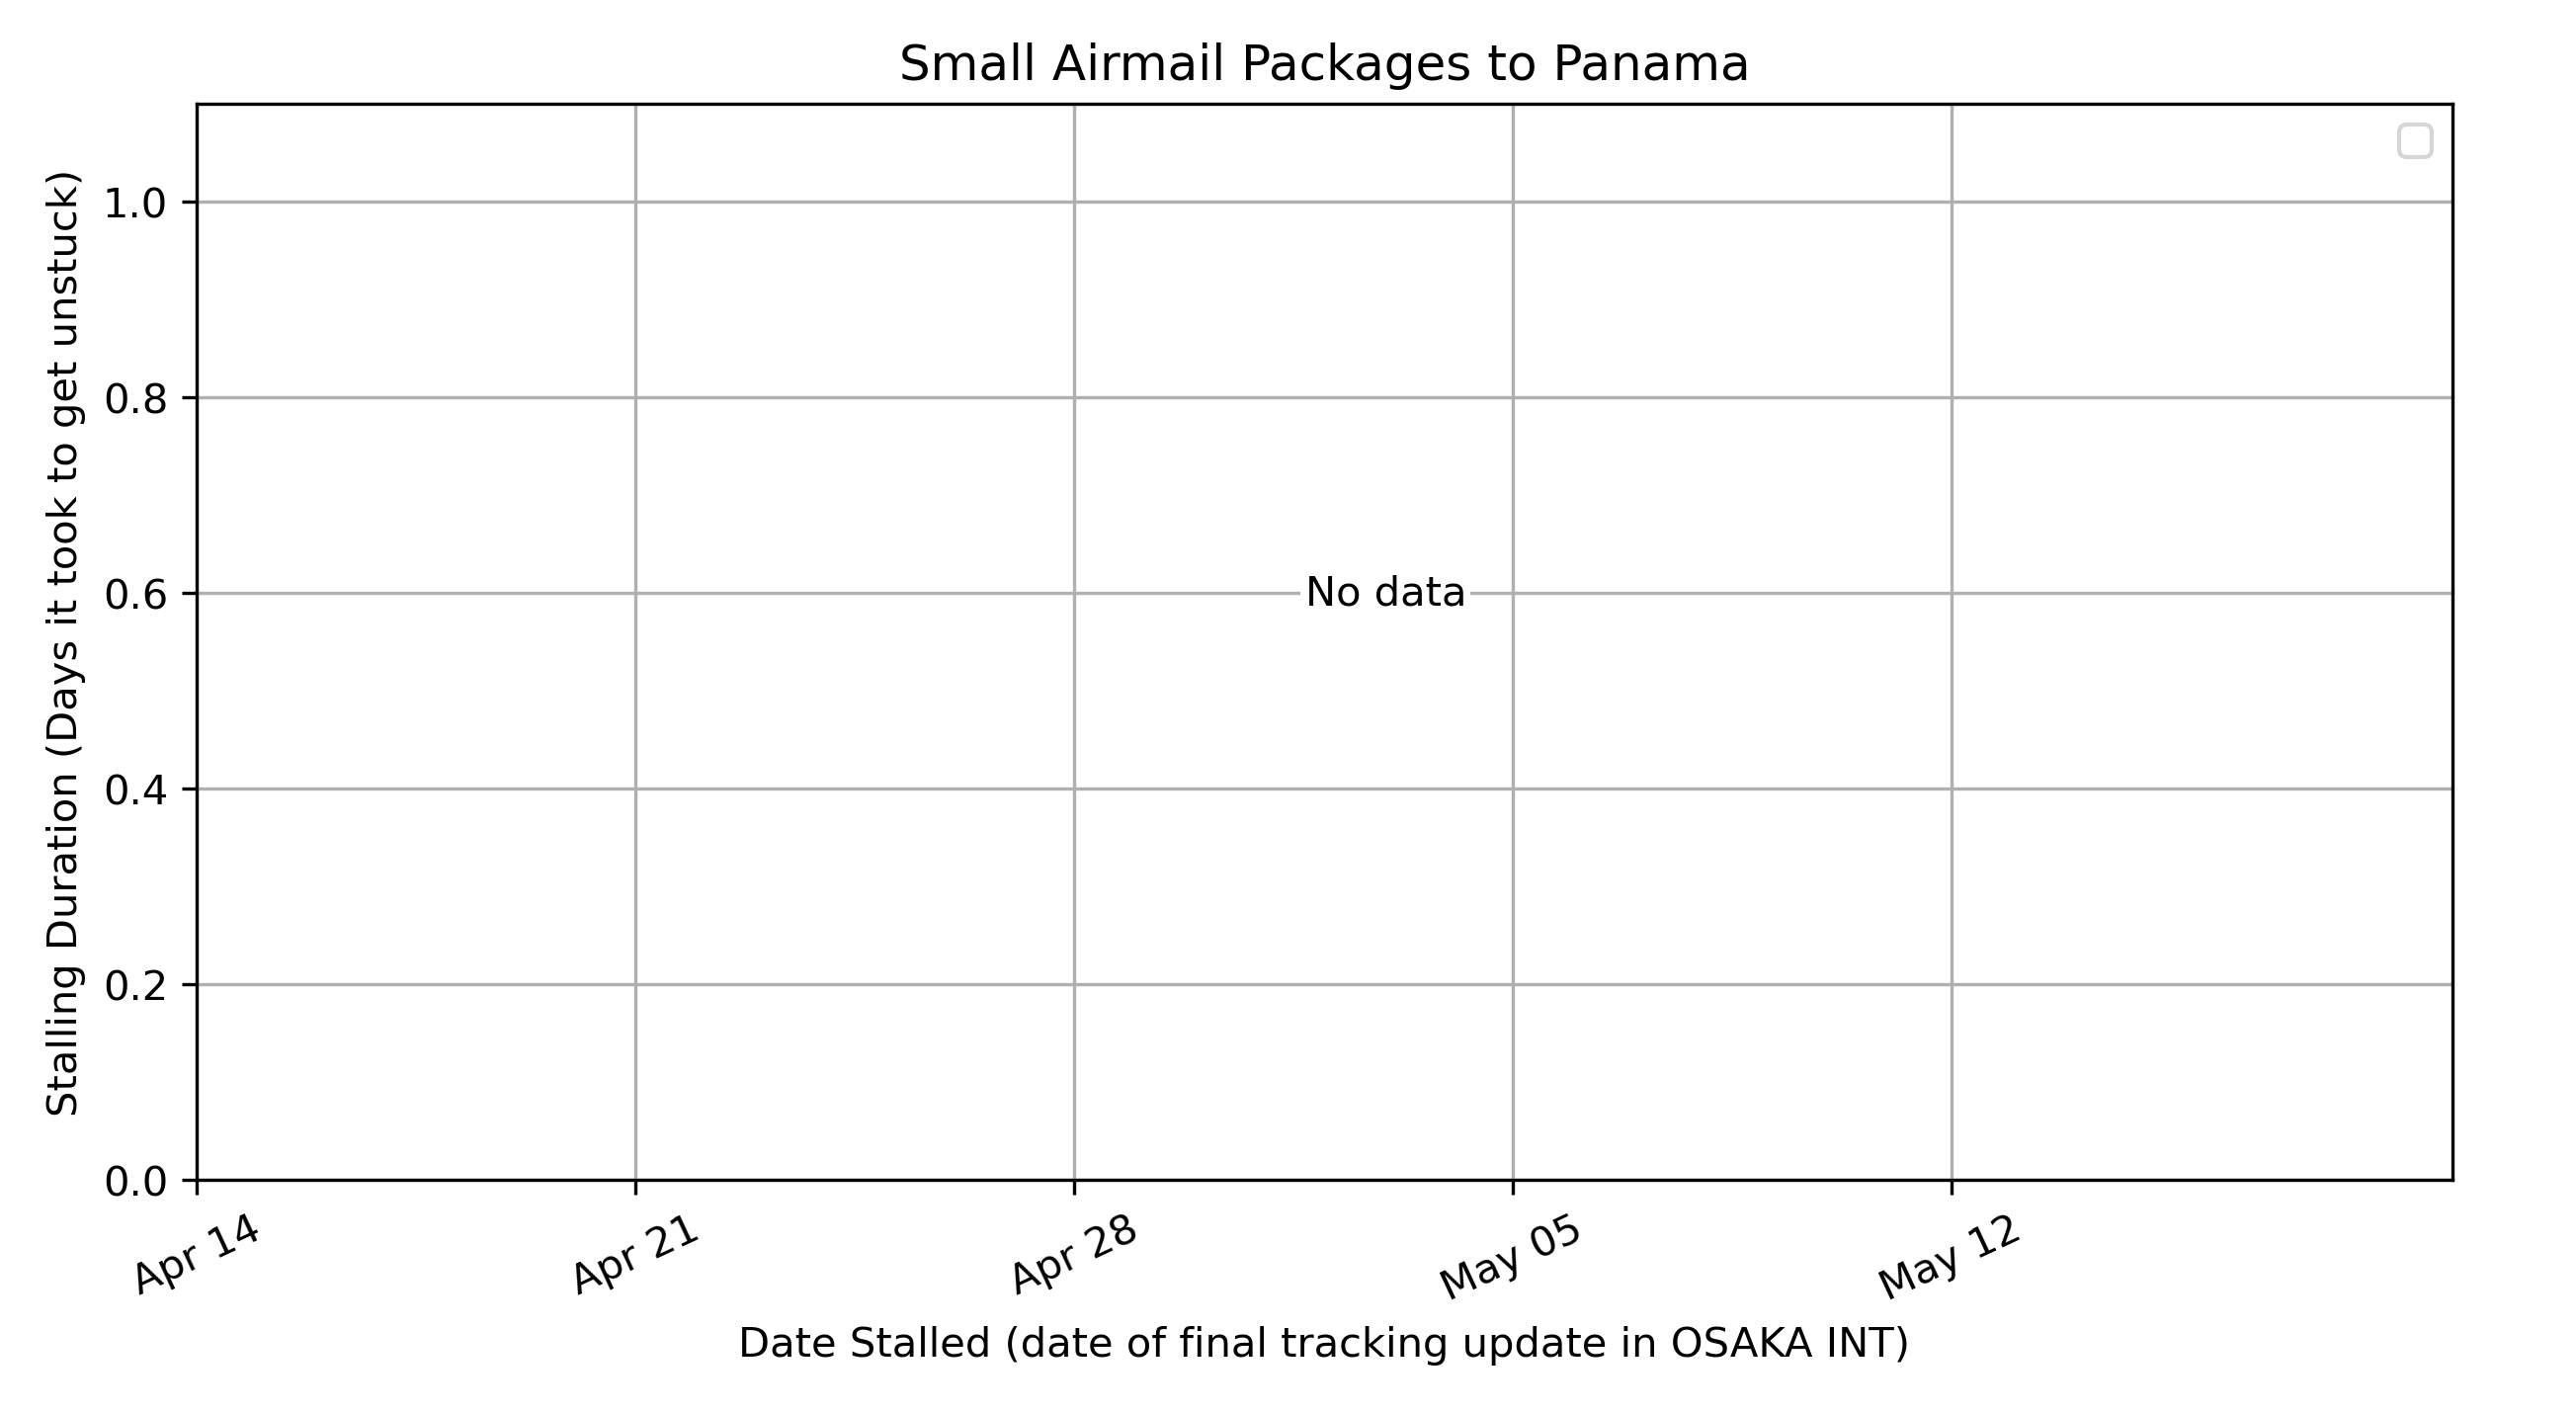 Small Airmail Packages to Panama
Stalling Duration (Days it took to get unstuck)
1.0
0.8
0.6
0.4
0.2
0.0
No data
Apr 14
Apr 21
Apr 28
May 05
May 12
Date Stalled (date of final tracking update in OSAKA INT)